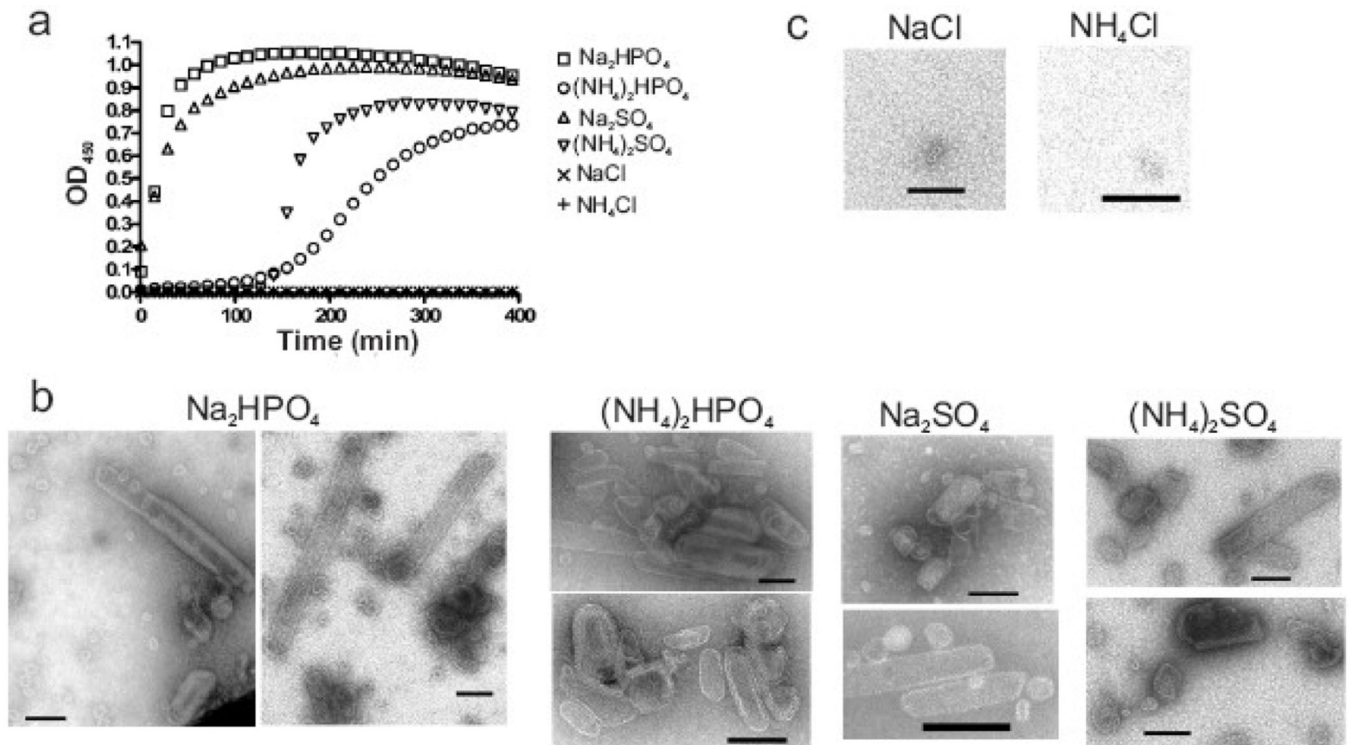 a
OD₄₅₀
1.1
1.0
0.9
0.8
0.7
0.6
0.5
0.4
0.3
0.2
0.1
0.0
0
100
200
300
400
Time (min)
Na₂HPO₄
(NH₄)₂HPO₄
Na₂SO₄
(NH₄)₂SO₄
NaCl
NH₄Cl
c
NaCl
NH₄Cl
b
Na₂HPO₄
(NH₄)₂HPO₄
Na₂SO₄
(NH₄)₂SO₄